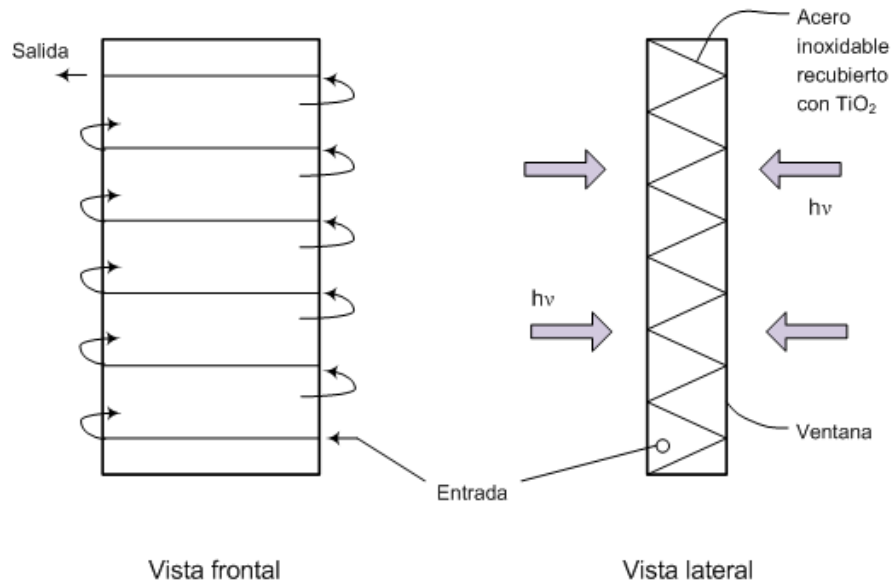 Salida
Acero
inoxidable
recubierto
con TiO₂
hν
hν
Ventana
Entrada
Vista frontal
Vista lateral